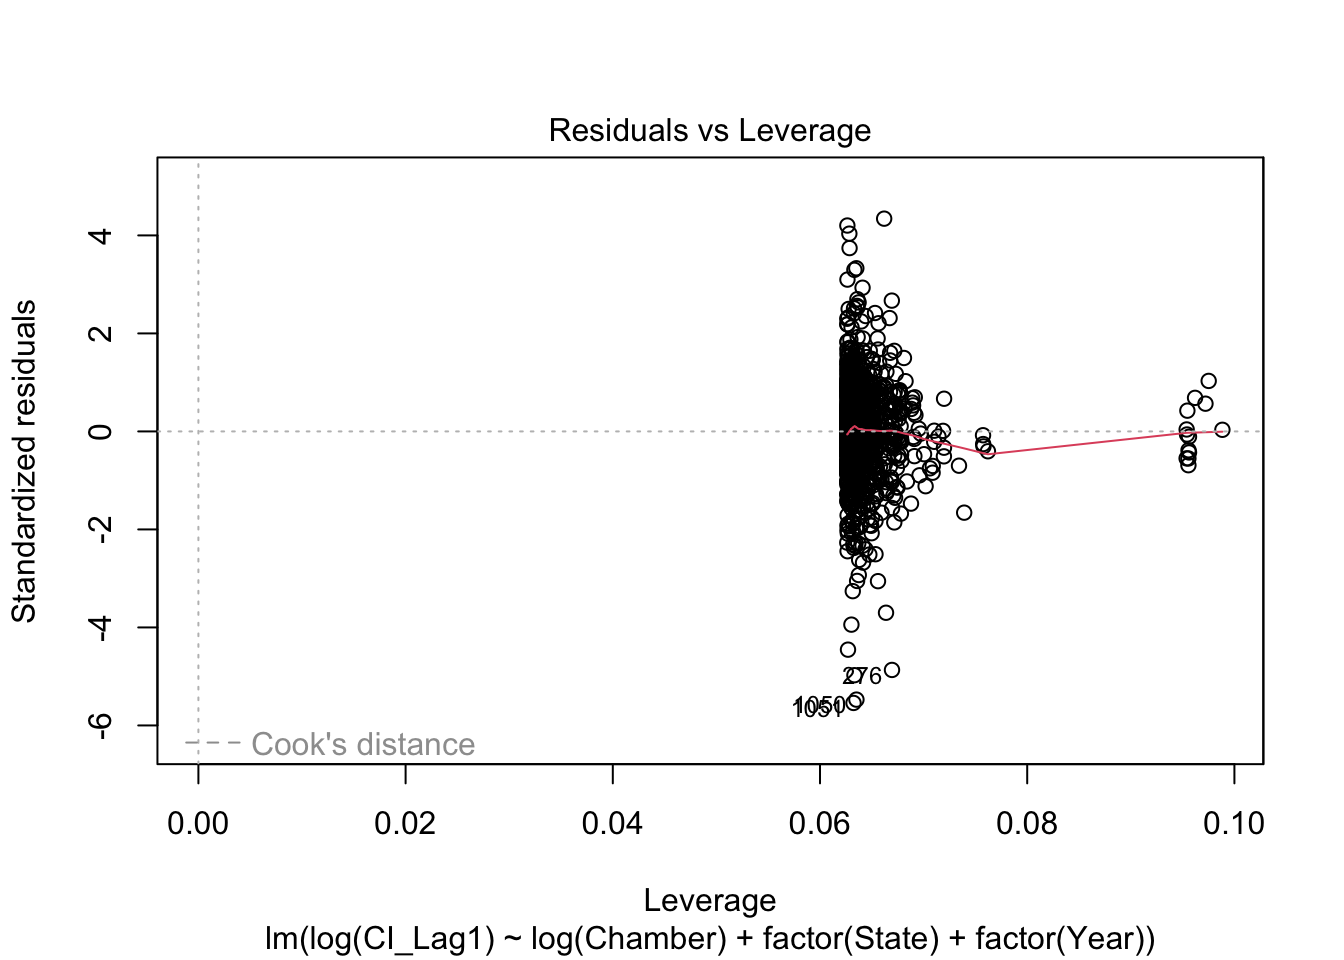 Residuals vs Leverage
Standardized residuals
4
2
0
-2
-4
-6
276
1050
1051
Cook's distance
0.00 0.02 0.04 0.06 0.08 0.10
Leverage
lm(log(CI_Lag1) ~ log(Chamber) + factor(State) + factor(Year))